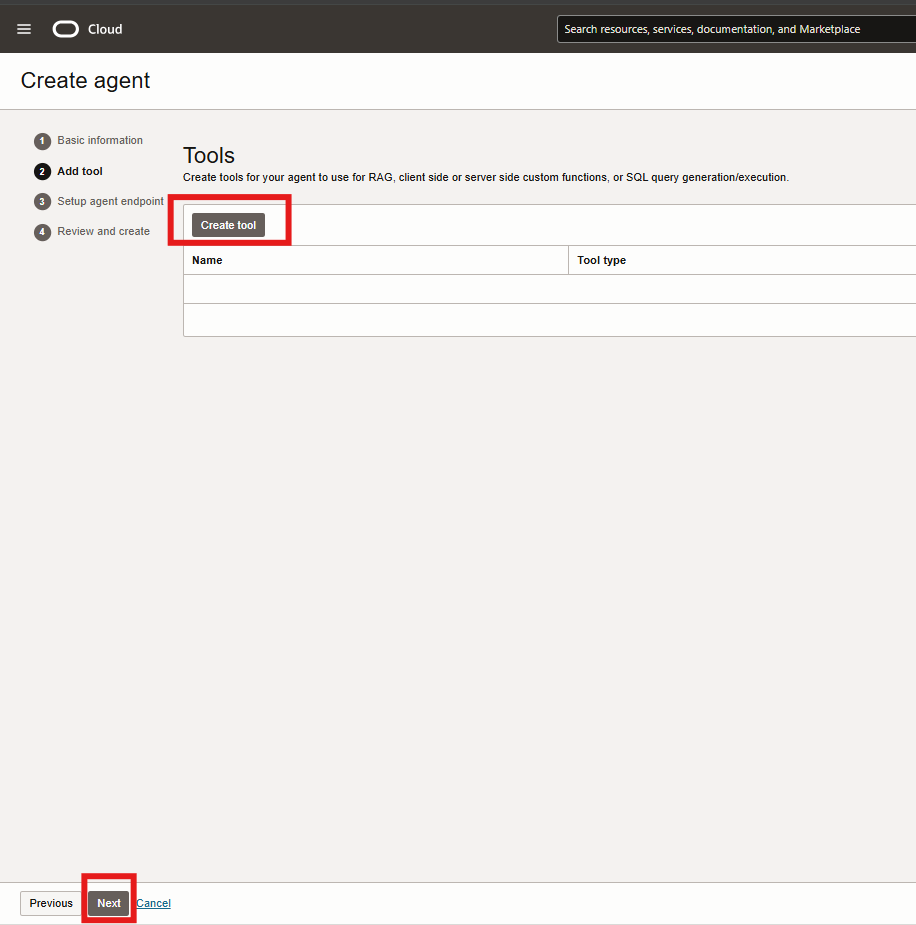 Cloud
Search resources, services, documentation, and Marketplace
Create agent
1 Basic information
2 Add tool
3 Setup agent endpoint
4 Review and create
Tools
Create tools for your agent to use for RAG, client side or server side custom functions, or SQL query generation/execution.
Create tool
Name Tool type
Previous Next Cancel